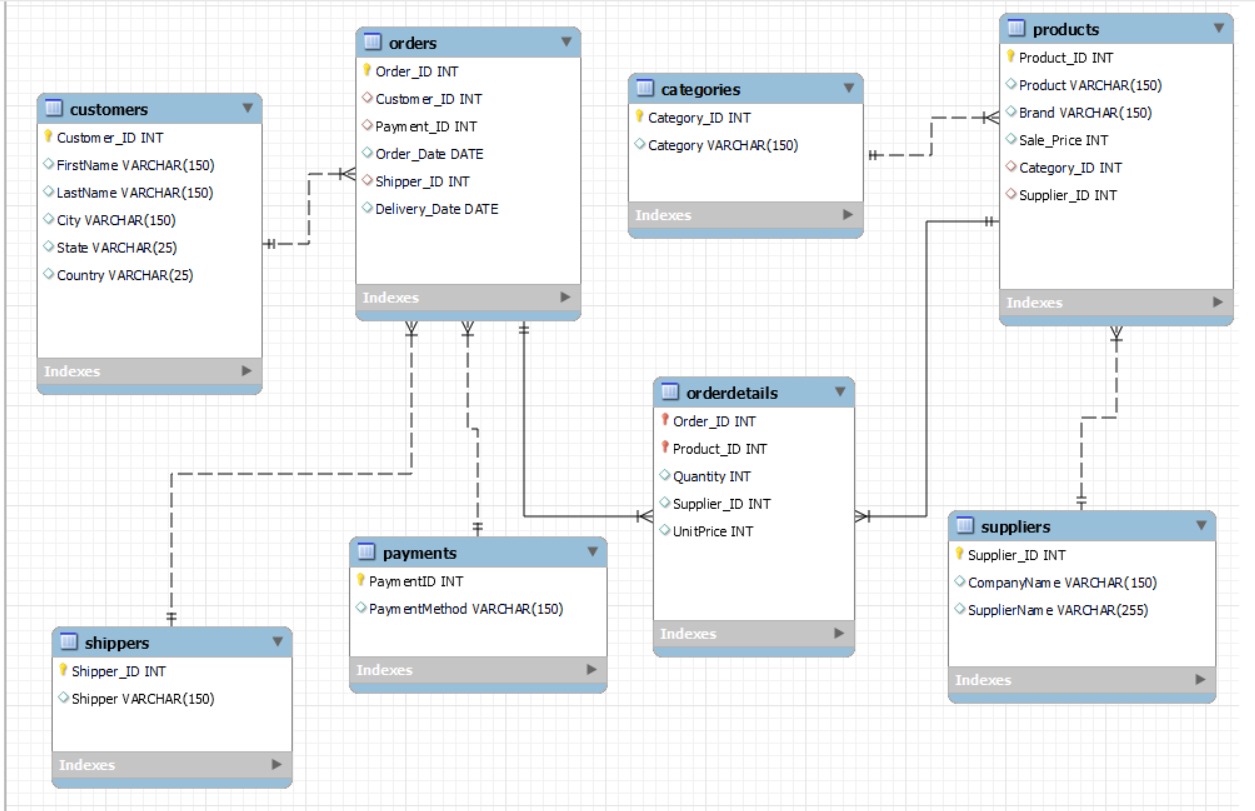 customers
Customer_ID INT
FirstName VARCHAR(150)
LastName VARCHAR(150)
City VARCHAR(150)
State VARCHAR(25)
Country VARCHAR(25)
Indexes
orders
Order_ID INT
Customer_ID INT
Payment_ID INT
Order_Date DATE
Shipper_ID INT
Delivery_Date DATE
Indexes
categories
Category_ID INT
Category VARCHAR(150)
Indexes
products
Product_ID INT
Product VARCHAR(150)
Brand VARCHAR(150)
Sale_Price INT
Category_ID INT
Supplier_ID INT
Indexes
shippers
Shipper_ID INT
Shipper VARCHAR(150)
Indexes
payments
PaymentID INT
PaymentMethod VARCHAR(150)
Indexes
orderdetails
Order_ID INT
Product_ID INT
Quantity INT
Supplier_ID INT
UnitPrice INT
Indexes
suppliers
Supplier_ID INT
CompanyName VARCHAR(150)
SupplierName VARCHAR(255)
Indexes